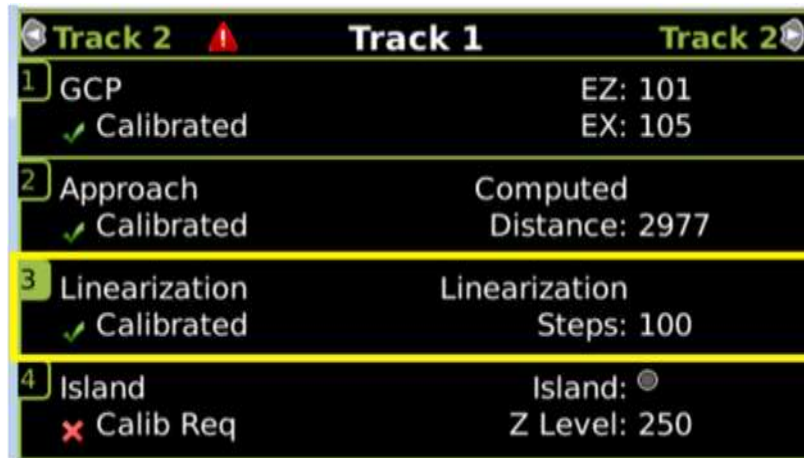 Track 2 Track 1 Track 2
1
GCP EZ: 101
Calibrated EX: 105
2
Approach Computed
Calibrated Distance: 2977
3
Linearization Linearization
Calibrated Steps: 100
4
Island Island:
Calib Req Z Level: 250